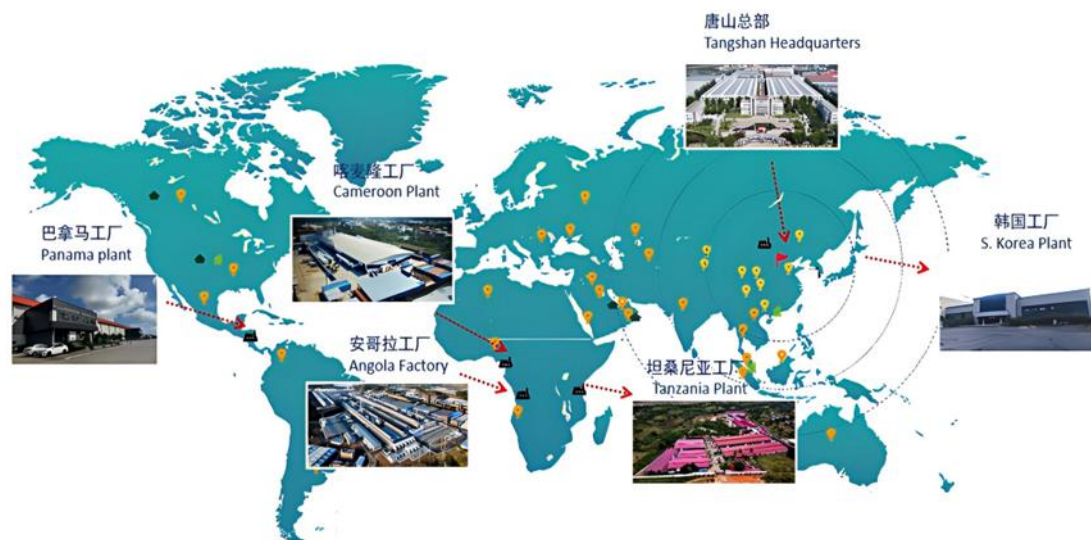 唐山总部
Tangshan Headquarters
喀麦隆工厂
Cameroon Plant
巴拿马工厂
Panama plant
韩国工厂
S. Korea Plant
安哥拉工厂
Angola Factory
坦桑尼亚工厂
Tanzania Plant